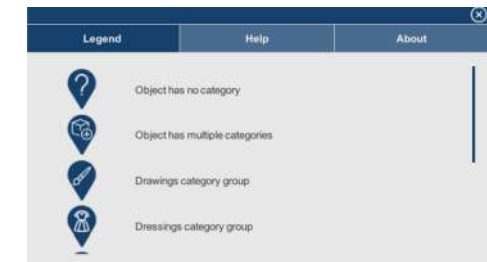 Legend Help About
Object has no category
Object has multiple categories
Drawings category group
Dressings category group